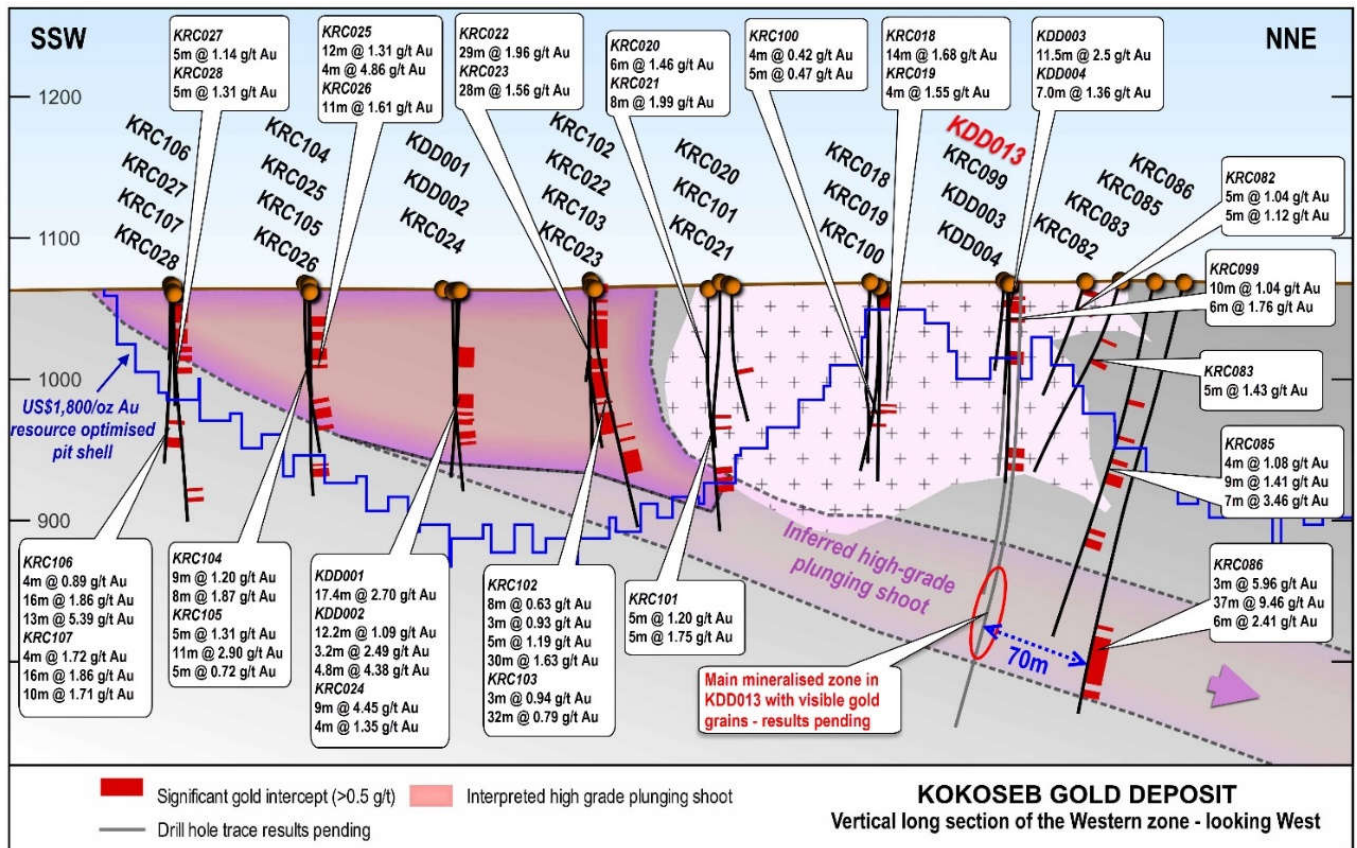 SSW
NNE
KRC027
5m @ 1.14 g/t Au
KRC028
5m @ 1.31 g/t Au
KRC025
12m @ 1.31 g/t Au
4m @ 4.86 g/t Au
KRC026
11m @ 1.61 g/t Au
KRC022
29m @ 1.96 g/t Au
KRC023
28m @ 1.56 g/t Au
KRC020
6m @ 1.46 g/t Au
KRC021
8m @ 1.99 g/t Au
KRC100
4m @ 0.42 g/t Au
5m @ 0.47 g/t Au
KRC018
14m @ 1.68 g/t Au
KRC019
4m @ 1.55 g/t Au
KDD003
11.5m @ 2.5 g/t Au
KDD004
7.0m @ 1.36 g/t Au
1200
1100
1000
900
KRC106
KRC027
KRC107
KRC028
KRC104
KRC025
KRC105
KRC026
KDD001
KDD002
KRC024
KRC102
KRC022
KRC103
KRC023
KRC020
KRC101
KRC021
KRC018
KRC019
KRC100
KDD013
KRC099
KDD003
KDD004
KRC086
KRC085
KRC083
KRC082
KRC082
5m @ 1.04 g/t Au
5m @ 1.12 g/t Au
KRC099
10m @ 1.04 g/t Au
6m @ 1.76 g/t Au
KRC083
5m @ 1.43 g/t Au
KRC085
4m @ 1.08 g/t Au
9m @ 1.41 g/t Au
7m @ 3.46 g/t Au
KRC086
3m @ 5.96 g/t Au
37m @ 9.46 g/t Au
6m @ 2.41 g/t Au
US$1,800/oz Au
resource optimised
pit shell
KRC106
4m @ 0.89 g/t Au
16m @ 1.86 g/t Au
13m @ 5.39 g/t Au
KRC107
4m @ 1.72 g/t Au
16m @ 1.86 g/t Au
10m @ 1.71 g/t Au
KRC104
9m @ 1.20 g/t Au
8m @ 1.87 g/t Au
KRC105
5m @ 1.31 g/t Au
11m @ 2.90 g/t Au
5m @ 0.72 g/t Au
KDD001
17.4m @ 2.70 g/t Au
KDD002
12.2m @ 1.09 g/t Au
3.2m @ 2.49 g/t Au
4.8m @ 4.38 g/t Au
KRC024
9m @ 4.45 g/t Au
4m @ 1.35 g/t Au
KRC102
8m @ 0.63 g/t Au
3m @ 0.93 g/t Au
5m @ 1.19 g/t Au
30m @ 1.63 g/t Au
KRC103
3m @ 0.94 g/t Au
32m @ 0.79 g/t Au
KRC101
5m @ 1.20 g/t Au
5m @ 1.75 g/t Au
Inferred high-grade
plunging shoot
70m
Main mineralised zone in
KDD013 with visible gold
grains - results pending
Significant gold intercept (>0.5 g/t)
Interpreted high grade plunging shoot
Drill hole trace results pending
KOKOSEB GOLD DEPOSIT
Vertical long section of the Western zone - looking West